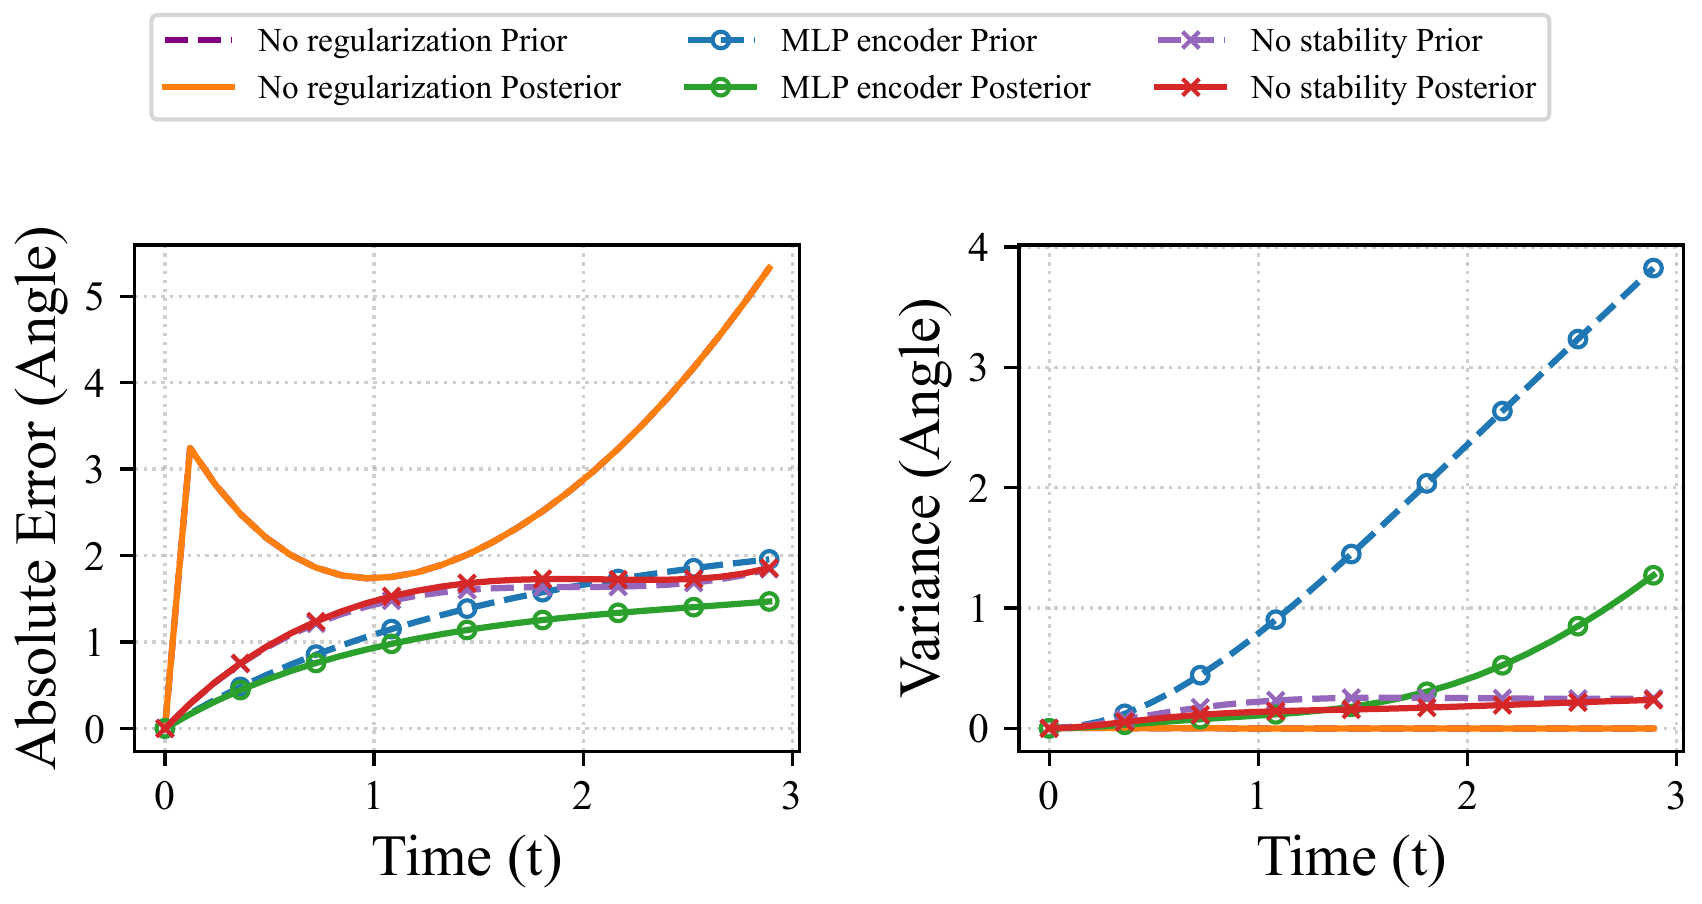 No regularization Prior
No regularization Posterior
MLP encoder Prior
MLP encoder Posterior
No stability Prior
No stability Posterior
Absolute Error (Angle)
5
4
3
2
1
0
0 1 2 3
Time (t)
Variance (Angle)
4
3
2
1
0
0 1 2 3
Time (t)